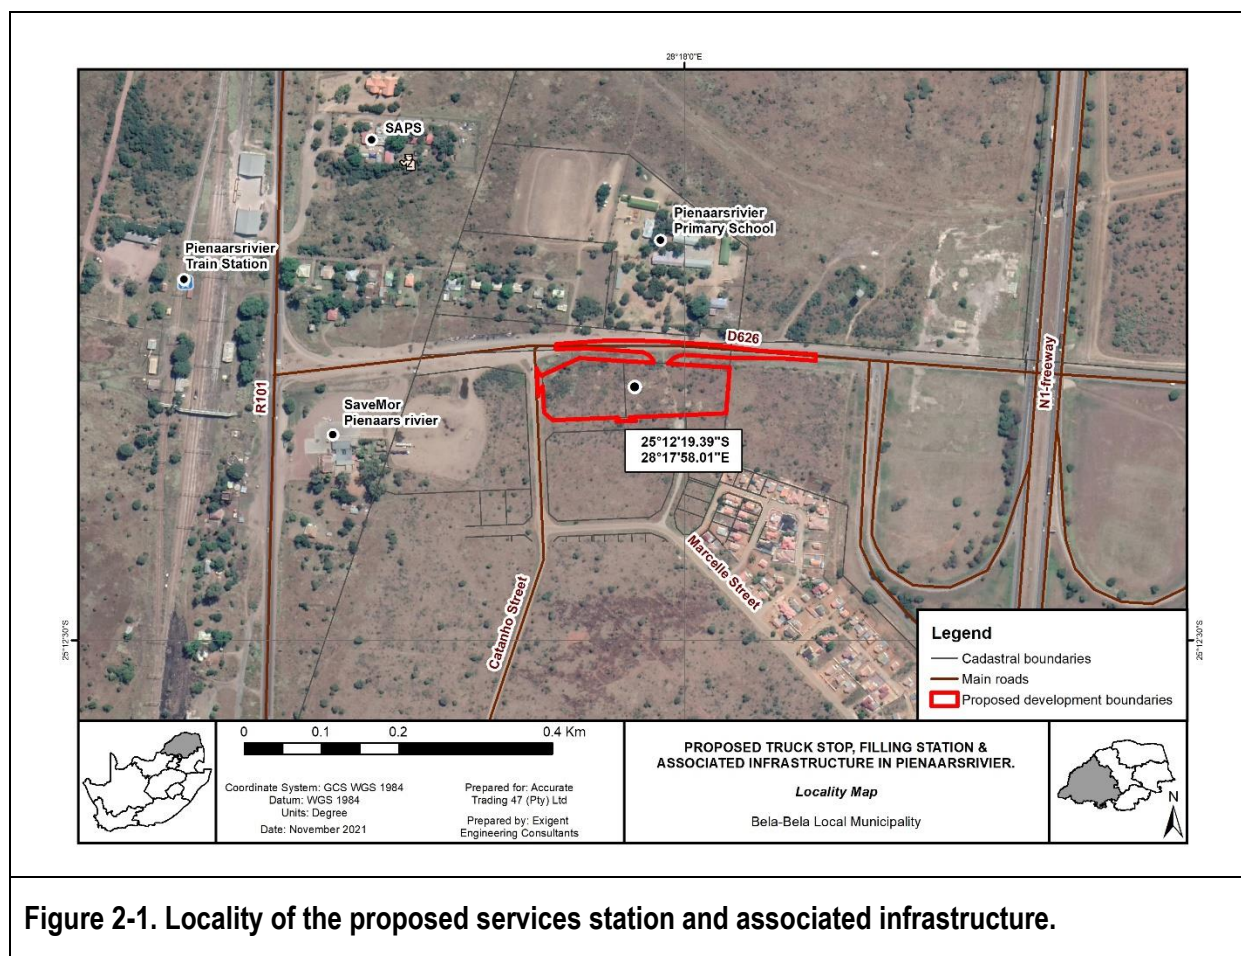 28°18'0"E
SAPS
Pienaarsrivier
Primary School
Pienaarsrivier
Train Station
D626
R101
N1-freeway
SaveMor
Pienaars rivier
25°12'19.39"S
28°17'58.01"E
Marcelle Street
Catanho Street
25°12'30"S
25°12'30"S
Legend
Cadastral boundaries
Main roads
Proposed development boundaries
0 0.1 0.2 0.4 Km
Coordinate System: GCS WGS 1984
Datum: WGS 1984
Units: Degree
Date: November 2021
Prepared for: Accurate
Trading 47 (Pty) Ltd
Prepared by: Exigent
Engineering Consultants
PROPOSED TRUCK STOP, FILLING STATION &
ASSOCIATED INFRASTRUCTURE IN PIENAARSRIVIER.
Locality Map
Bela-Bela Local Municipality
N
Figure 2-1. Locality of the proposed services station and associated infrastructure.